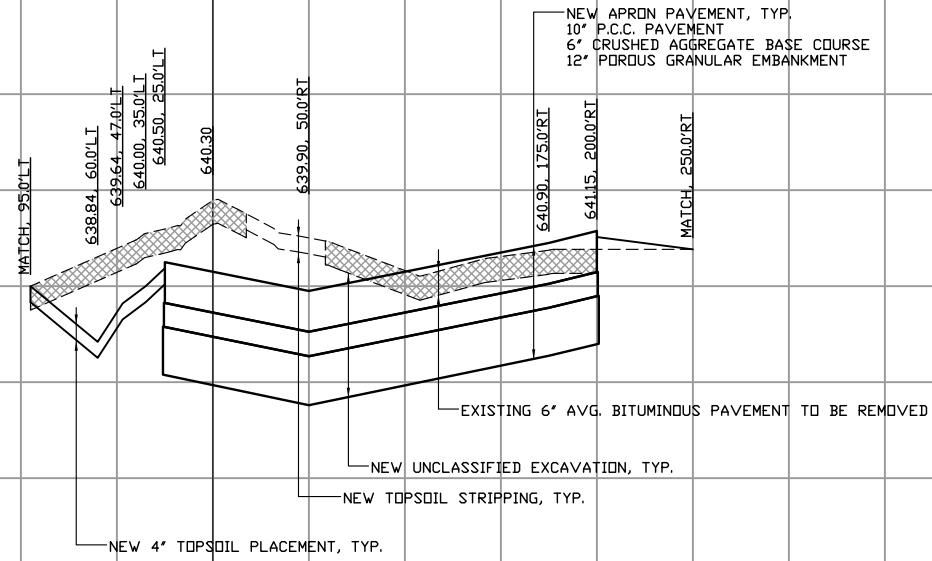 NEW APRON PAVEMENT, TYP.
10" P.C.C. PAVEMENT
6" CRUSHED AGGREGATE BASE COURSE
12" POROUS GRANULAR EMBANKMENT
MATCH, 95.0'LT
638.84, 60.0'LT
639.64, 47.0'LT
640.00, 35.0'LT
640.50, 25.0'LT
640.30
639.90, 50.0'RT
640.90, 175.0'RT
641.15, 200.0'RT
MATCH, 250.0'RT
EXISTING 6" AVG. BITUMINOUS PAVEMENT TO BE REMOVED
NEW UNCLASSIFIED EXCAVATION, TYP.
NEW TOPSOIL STRIPPING, TYP.
NEW 4" TOPSOIL PLACEMENT, TYP.